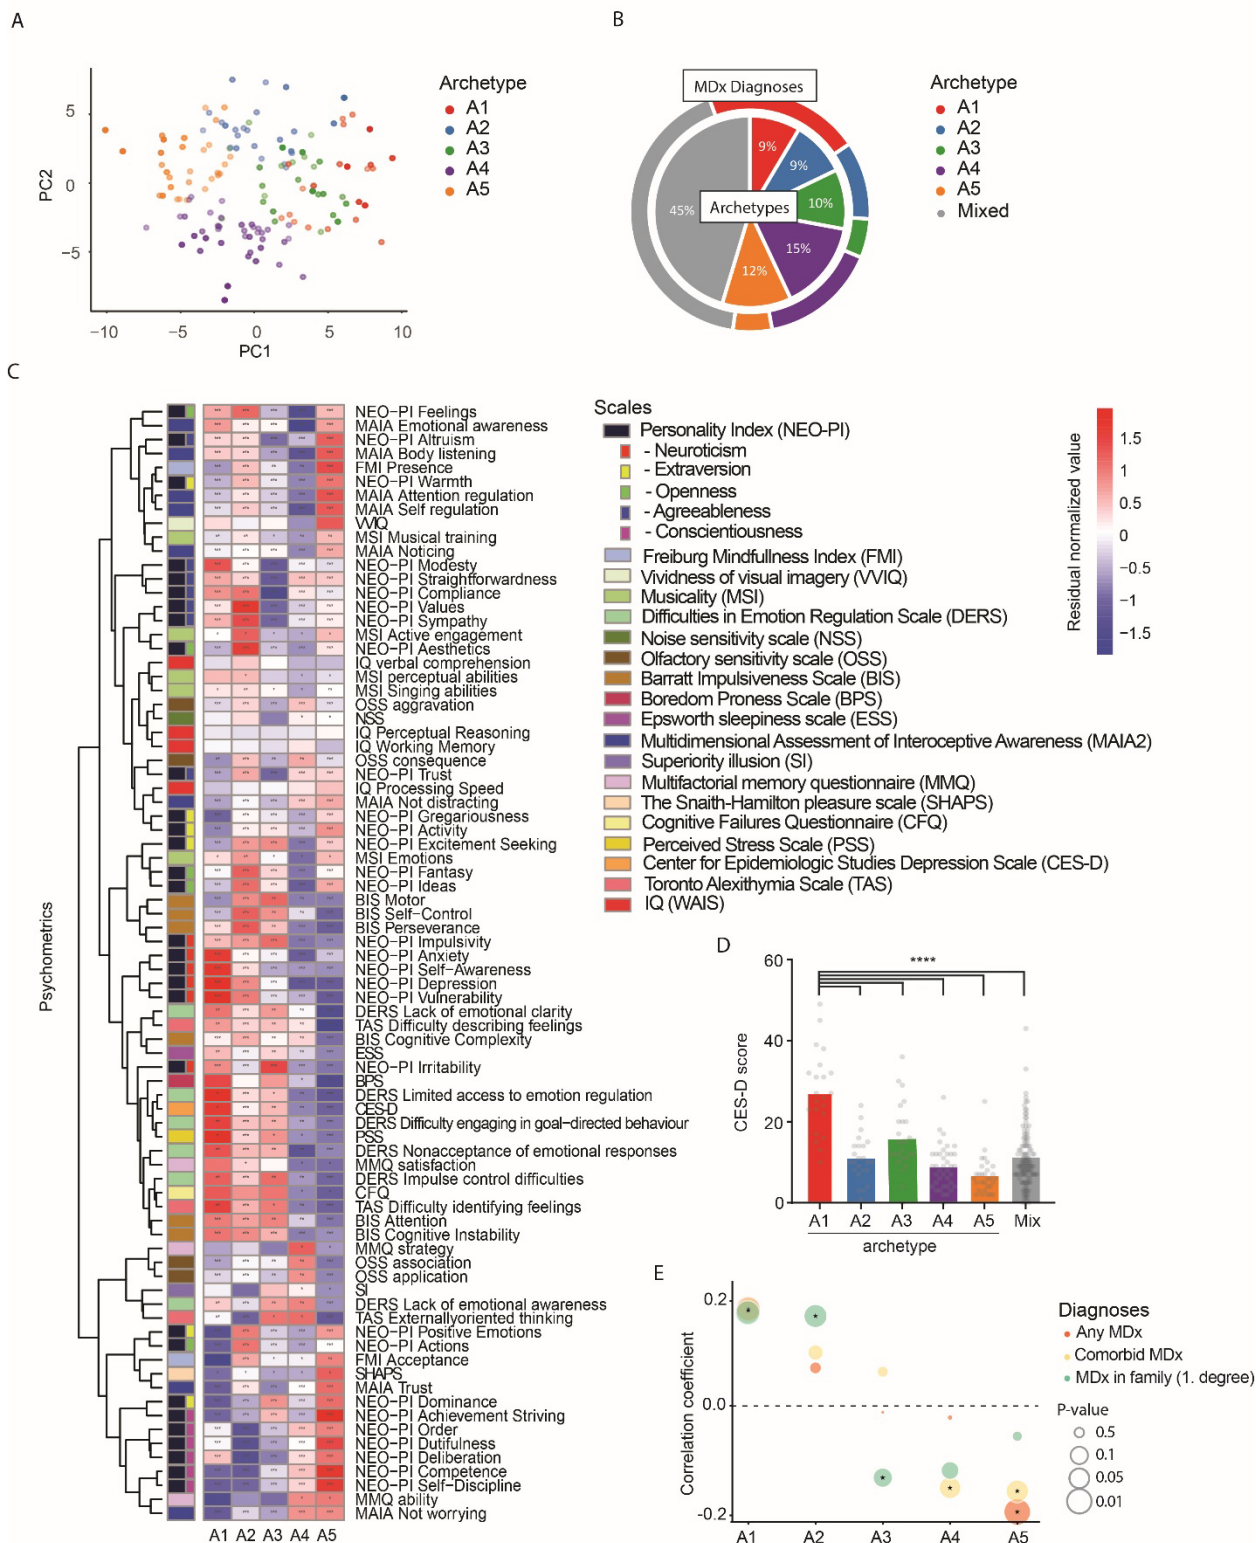 A
Archetype
A1
A2
A3
A4
A5
PC2
5
0
−5
−10
−5
0
5
10
PC1
B
MDx Diagnoses
Archetypes
9%
9%
10%
15%
12%
45%
Archetype
A1
A2
A3
A4
A5
Mixed
C
Psychometrics
NEO−PI Feelings
MAIA Emotional awareness
NEO−PI Altruism
MAIA Body listening
FMI Presence
NEO−PI Warmth
MAIA Attention regulation
MAIA Self regulation
VVIQ
MSI Musical training
MAIA Noticing
NEO−PI Modesty
NEO−PI Straightforwardness
NEO−PI Compliance
NEO−PI Values
NEO−PI Sympathy
MSI Active engagement
NEO−PI Aesthetics
IQ verbal comprehension
MSI perceptual abilities
MSI Singing abilities
OSS aggravation
NSS
IQ Perceptual Reasoning
IQ Working Memory
OSS consequence
NEO−PI Trust
IQ Processing Speed
MAIA Not distracting
NEO−PI Gregariousness
NEO−PI Activity
NEO−PI Excitement Seeking
MSI Emotions
NEO−PI Fantasy
NEO−PI Ideas
BIS Motor
BIS Self−Control
BIS Perseverance
NEO−PI Impulsivity
NEO−PI Anxiety
NEO−PI Self−Awareness
NEO−PI Depression
NEO−PI Vulnerability
DERS Lack of emotional clarity
TAS Difficulty describing feelings
BIS Cognitive Complexity
ESS
NEO−PI Irritability
BPS
DERS Limited access to emotion regulation
CES-D
DERS Difficulty engaging in goal−directed behaviour
PSS
DERS Nonacceptance of emotional responses
MMQ satisfaction
DERS Impulse control difficulties
CFQ
TAS Difficulty identifying feelings
BIS Attention
BIS Cognitive Instability
MMQ strategy
OSS association
OSS application
SI
DERS Lack of emotional awareness
TAS Externallyoriented thinking
NEO−PI Positive Emotions
NEO−PI Actions
FMI Acceptance
SHAPS
MAIA Trust
NEO−PI Dominance
NEO−PI Achievement Striving
NEO−PI Order
NEO−PI Dutifulness
NEO−PI Deliberation
NEO−PI Competence
NEO−PI Self−Discipline
MMQ ability
MAIA Not worrying
A1 A2 A3 A4 A5
Scales
Personality Index (NEO-PI)
- Neuroticism
- Extraversion
- Openness
- Agreeableness
- Conscientiousness
Freiburg Mindfullness Index (FMI)
Vividness of visual imagery (VVIQ)
Musicality (MSI)
Difficulties in Emotion Regulation Scale (DERS)
Noise sensitivity scale (NSS)
Olfactory sensitivity scale (OSS)
Barratt Impulsiveness Scale (BIS)
Boredom Proness Scale (BPS)
Epsworth sleepiness scale (ESS)
Multidimensional Assessment of Interoceptive Awareness (MAIA2)
Superiority illusion (SI)
Multifactorial memory questionnaire (MMQ)
The Snaith-Hamilton pleasure scale (SHAPS)
Cognitive Failures Questionnaire (CFQ)
Perceived Stress Scale (PSS)
Center for Epidemiologic Studies Depression Scale (CES-D)
Toronto Alexithymia Scale (TAS)
IQ (WAIS)
Residual normalized value
1.5
1
0.5
0
−0.5
−1
−1.5
D
CES-D score
60
40
20
0
****
A1 A2 A3 A4 A5 Mix
archetype
E
Correlation coefficient
0.2
0.0
-0.2
A1 A2 A3 A4 A5
Diagnoses
Any MDx
Comorbid MDx
MDx in family (1. degree)
P-value
0.5
0.1
0.05
0.01